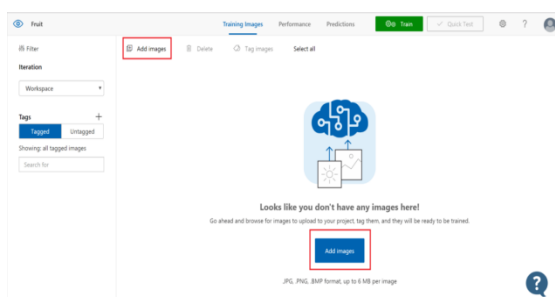 Fruit
Training Images Performance Predictions Train Quick Test ?
Filter
Add images Delete Tag images Select all
Iteration
Workspace
Tags +
Tagged Untagged
Showing: all tagged images
Search for
Looks like you don't have any images here!
Go ahead and browse for images to upload to your project, tag them, and they will be ready to be trained.
Add images
.JPG, .PNG, .BMP format, up to 6 MB per image
?